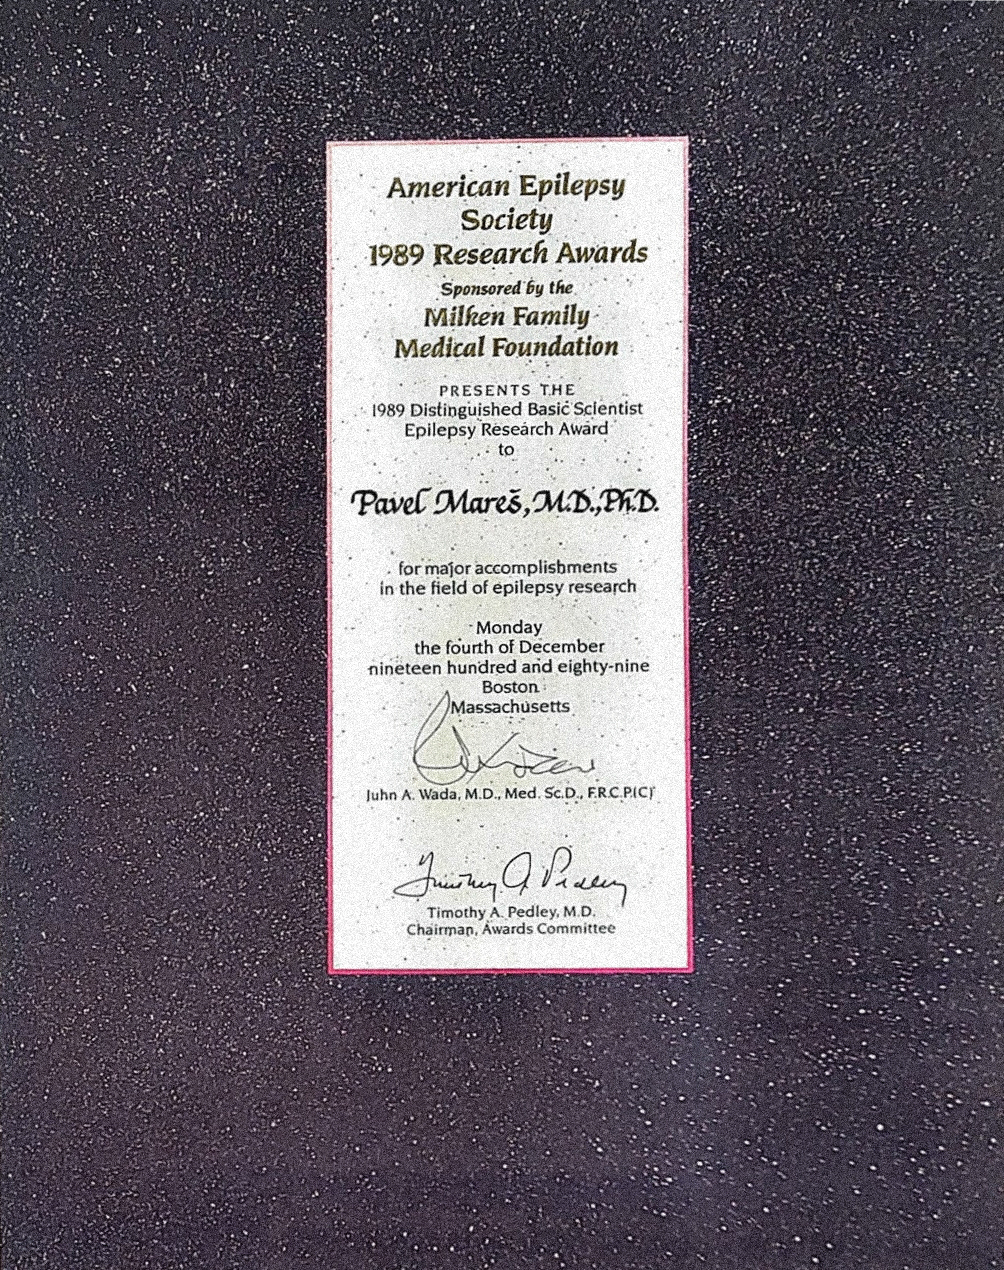 American Epilepsy
Society
1989 Research Awards
Sponsored by the
Milken Family
Medical Foundation
PRESENTS THE
1989 Distinguished Basic Scientist
Epilepsy Research Award
to
Pavel Mareš, M.D., Ph.D.
for major accomplishments
in the field of epilepsy research
Monday
the fourth of December
nineteen hundred and eighty-nine
Boston
Massachusetts
Juhn A. Wada, M.D., Med. Sc.D., F.R.C.P.(C)
Timothy A. Pedley
Timothy A. Pedley, M.D.
Chairman, Awards Committee